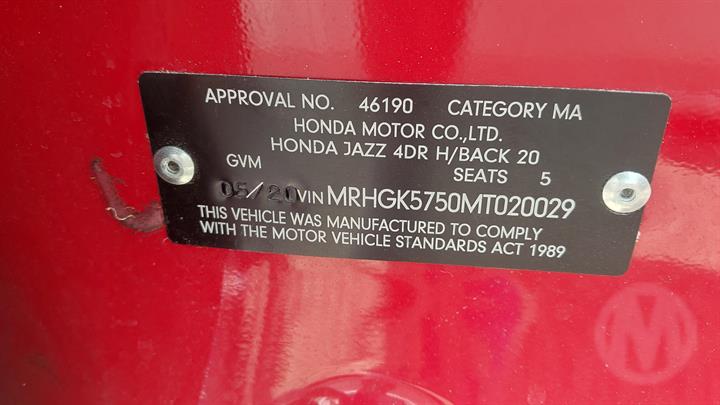 APPROVAL NO. 46190 CATEGORY MA
HONDA MOTOR CO.,LTD.
HONDA JAZZ 4DR H/BACK 20
GVM SEATS 5
05/20 VIN MRHGK5750MT020029
THIS VEHICLE WAS MANUFACTURED TO COMPLY
WITH THE MOTOR VEHICLE STANDARDS ACT 1989
M